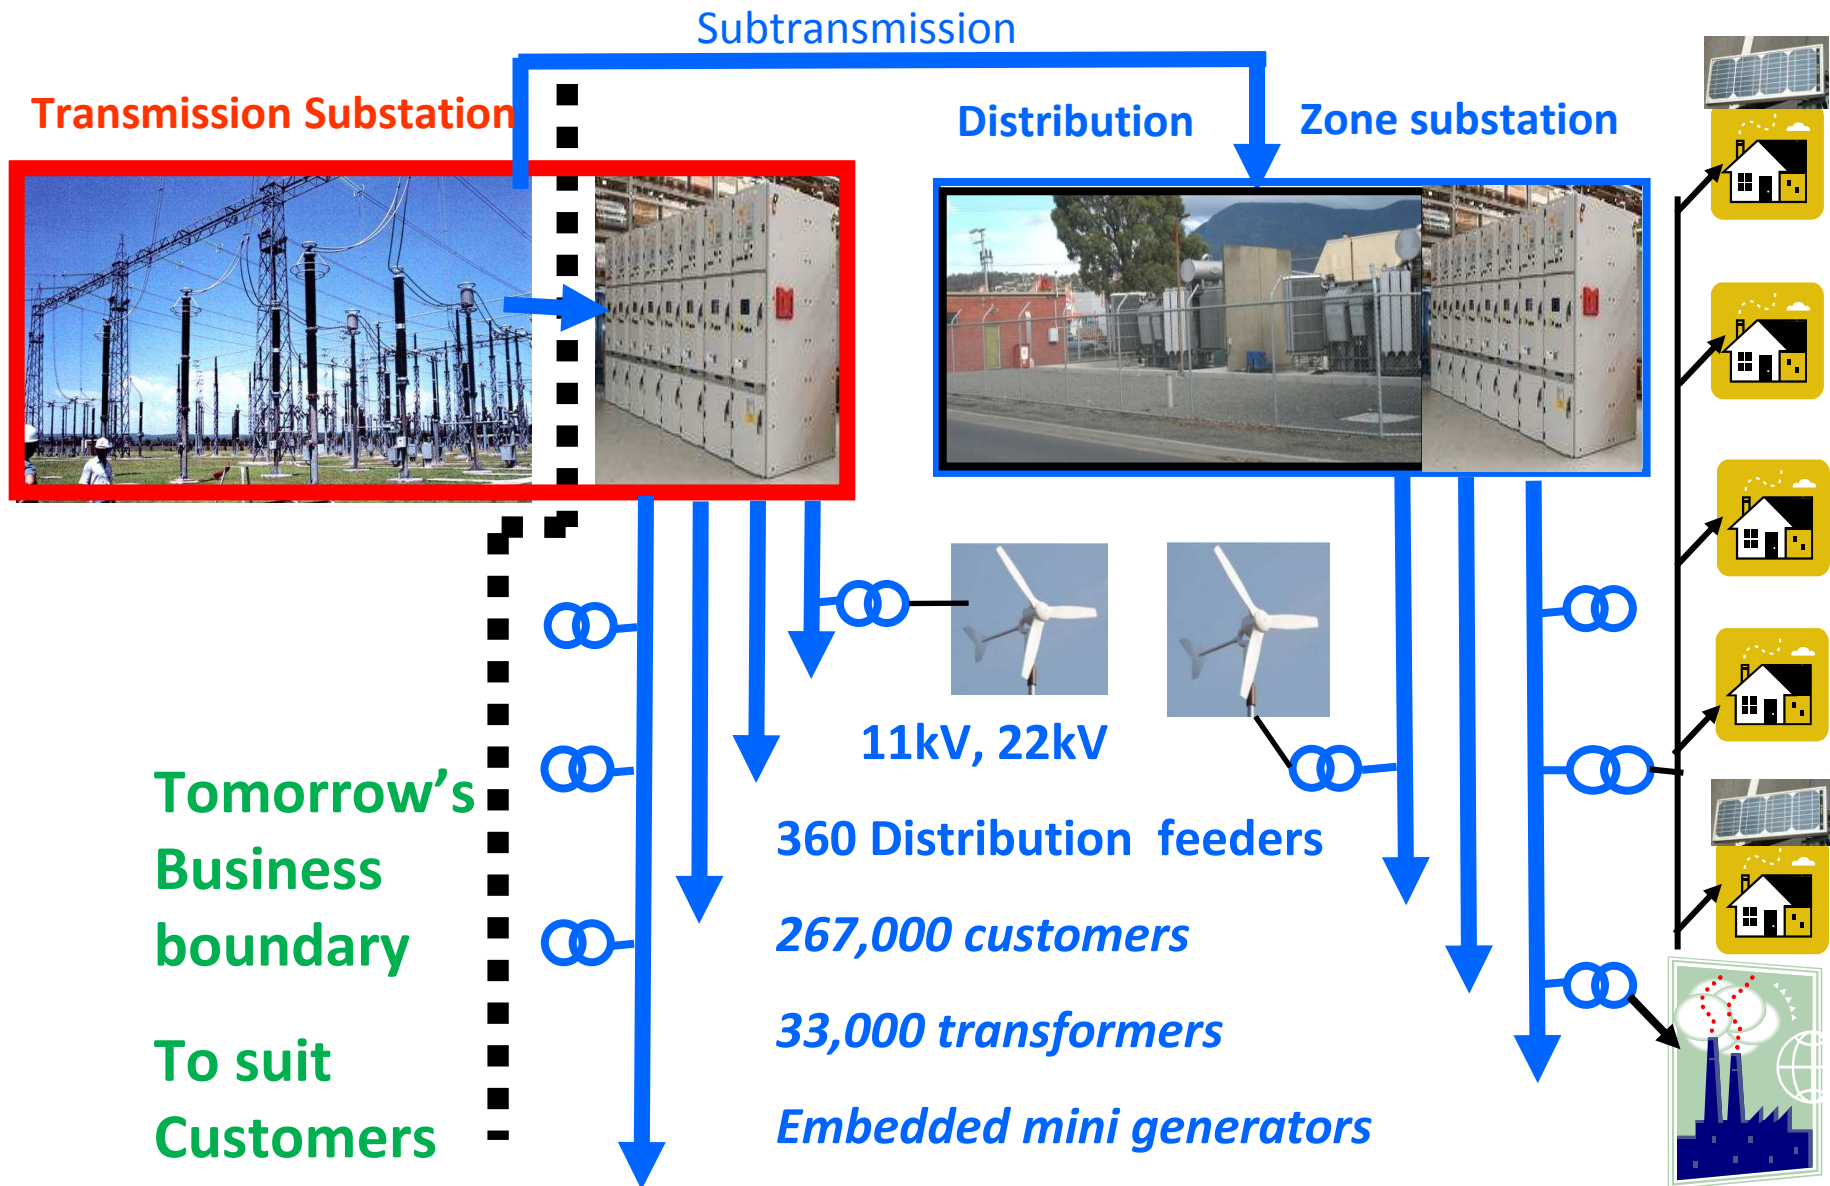 Subtransmission
Transmission Substation
Distribution
Zone substation
11kV, 22kV
Tomorrow's
Business
boundary
To suit
Customers
360 Distribution feeders
267,000 customers
33,000 transformers
Embedded mini generators